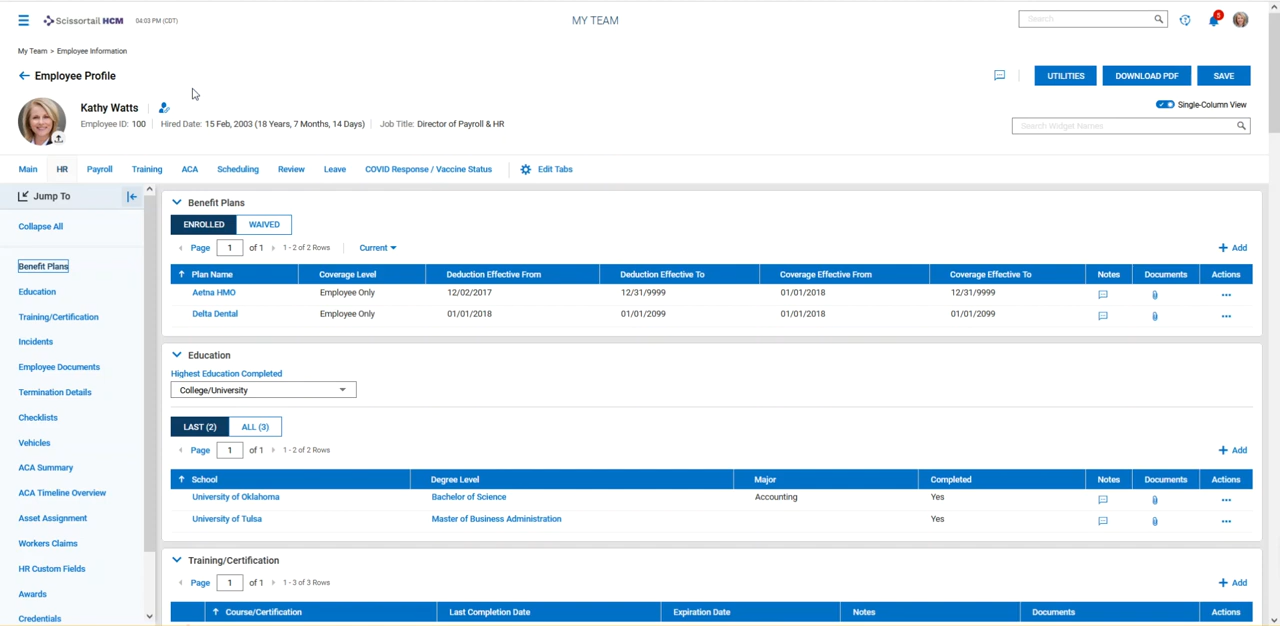 Scissortail HCM 04:03 PM (CDT) MY TEAM Search 5
My Team > Employee Information
Employee Profile UTILITIES DOWNLOAD PDF SAVE
Kathy Watts Single-Column View
Employee ID: 100 Hired Date: 15 Feb, 2003 (18 Years, 7 Months, 14 Days) Job Title: Director of Payroll & HR Search Widget Names
Main HR Payroll Training ACA Scheduling Review Leave COVID Response / Vaccine Status Edit Tabs
Jump To
Collapse All
Benefit Plans
Education
Training/Certification
Incidents
Employee Documents
Termination Details
Checklists
Vehicles
ACA Summary
ACA Timeline Overview
Asset Assignment
Workers Claims
HR Custom Fields
Awards
Credentials
Benefit Plans
ENROLLED WAIVED
Page 1 of 1 1 - 2 of 2 Rows Current + Add
Plan Name Coverage Level Deduction Effective From Deduction Effective To Coverage Effective From Coverage Effective To Notes Documents Actions
Aetna HMO Employee Only 12/02/2017 12/31/9999 01/01/2018 12/31/9999
Delta Dental Employee Only 01/01/2018 01/01/2099 01/01/2018 01/01/2099
Education
Highest Education Completed
College/University
LAST (2) ALL (3)
Page 1 of 1 1 - 2 of 2 Rows + Add
School Degree Level Major Completed Notes Documents Actions
University of Oklahoma Bachelor of Science Accounting Yes
University of Tulsa Master of Business Administration Yes
Training/Certification
Page 1 of 1 1 - 3 of 3 Rows + Add
Course/Certification Last Completion Date Expiration Date Notes Documents Actions